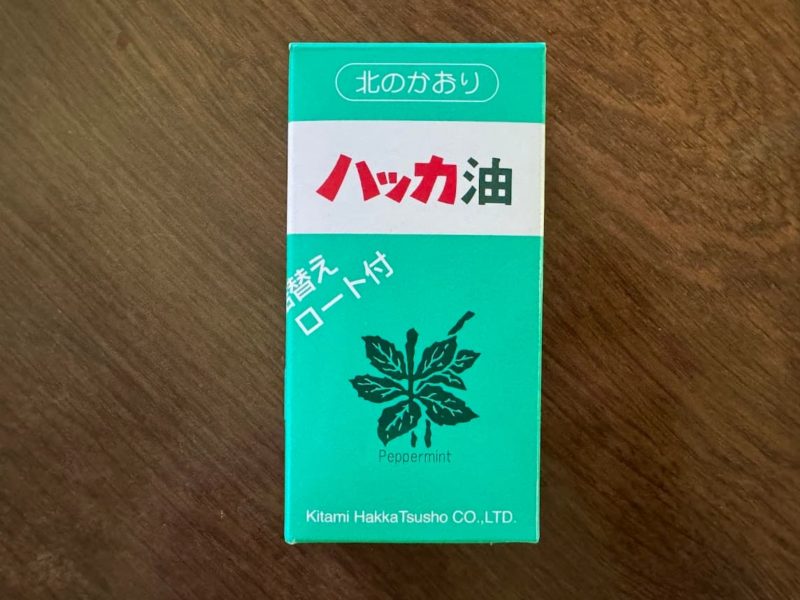 北のかおり
ハッカ油
替え
ロート付
Peppermint
Kitami HakkaTsusho CO.,LTD.